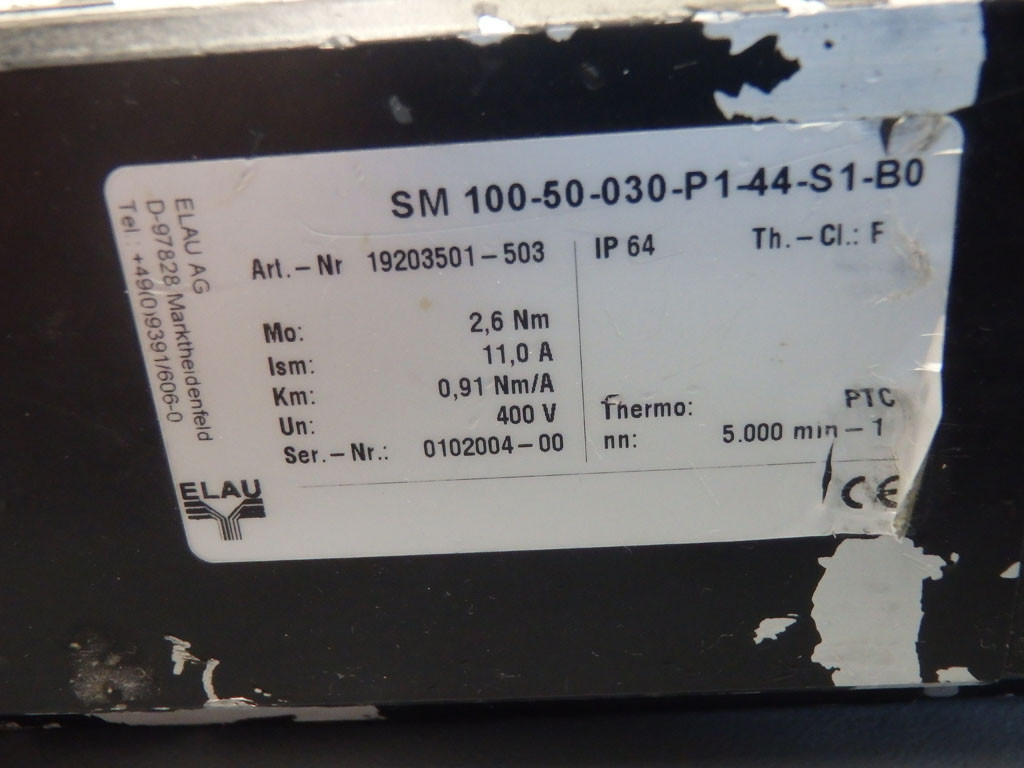 SM 100-50-030-P1-44-S1-B0
ELAU AG
D-97828 Marktheidenfeld
Tel: +49(0)9391/606-0
Art.-Nr 19203501-503
IP 64 Th.-Cl.: F
Mo: 2,6 Nm
Ism: 11,0 A
Km: 0,91 Nm/A
Un: 400 V
Ser.-Nr.: 0102004-00
Thermo: PTC
nn: 5.000 min-1
ELAU
CE